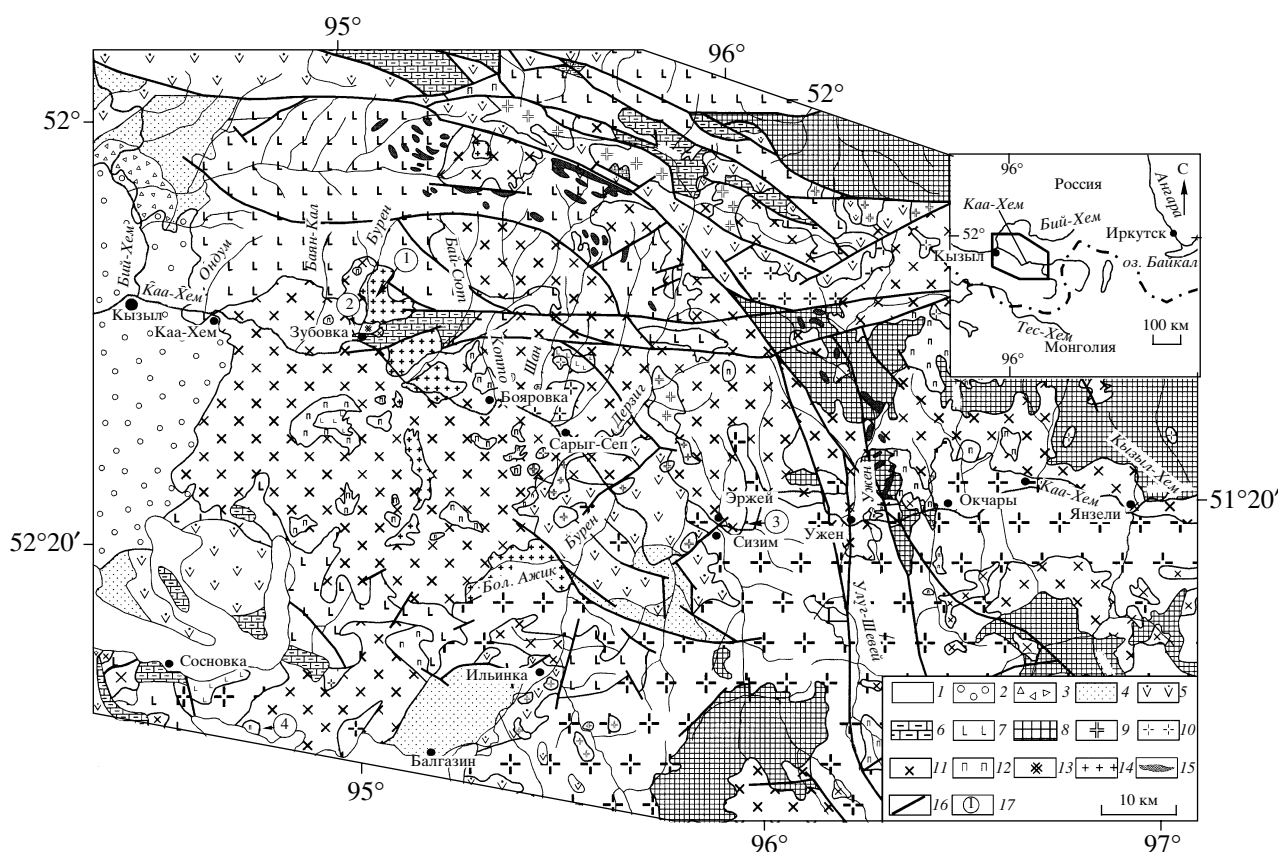 95°
96°
52°
52°
96°
С
Россия
Ангара
Каа-Хем
Бий-Хем
52°
Иркутск
Кызыл
оз. Байкал
Тес-Хем
100 км
Монголия
96°
Бий-Хем
Ондум
Баян-Кал
Бурен
1
Бай-Сют
Каа-Хем
2
Кызыл
Каа-Хем
Зубовка
Копто
Шан
Бояровка
Дерзиг
Сарыг-Сеп
Кызыл-Хем
Ужен
Эржей
Окчары
Каа-Хем
Янзели
51°20′
3
Сизим
Ужен
Бурен
52°20′
Бол. Ажик
Улуг-Шевей
Сосновка
Ильинка
4
Балгазин
1 2 3 4 5
6 7 8 9 10
11 12 13 14 15
16 1 17 10 км
95°
96°
97°